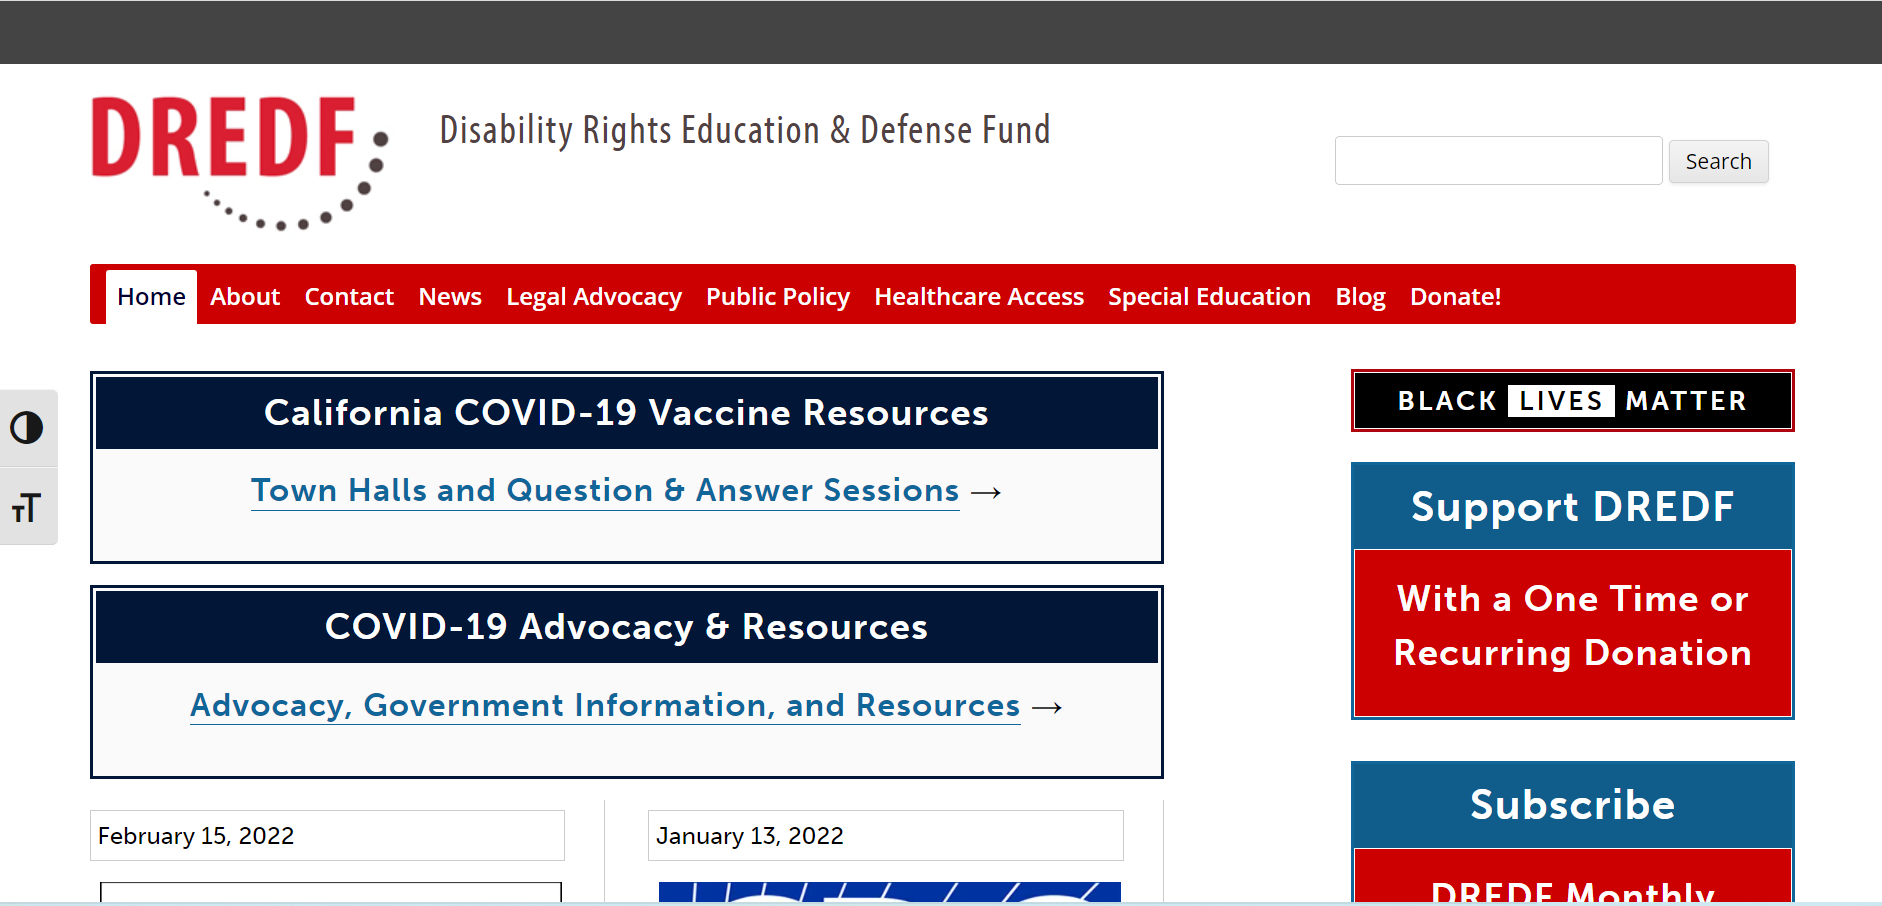 DREDF
Disability Rights Education & Defense Fund
Search
Home About Contact News Legal Advocacy Public Policy Healthcare Access Special Education Blog Donate!
California COVID-19 Vaccine Resources
Town Halls and Question & Answer Sessions →
COVID-19 Advocacy & Resources
Advocacy, Government Information, and Resources →
February 15, 2022
January 13, 2022
BLACK LIVES MATTER
Support DREDF
With a One Time or
Recurring Donation
Subscribe
DREDF Monthly
TT